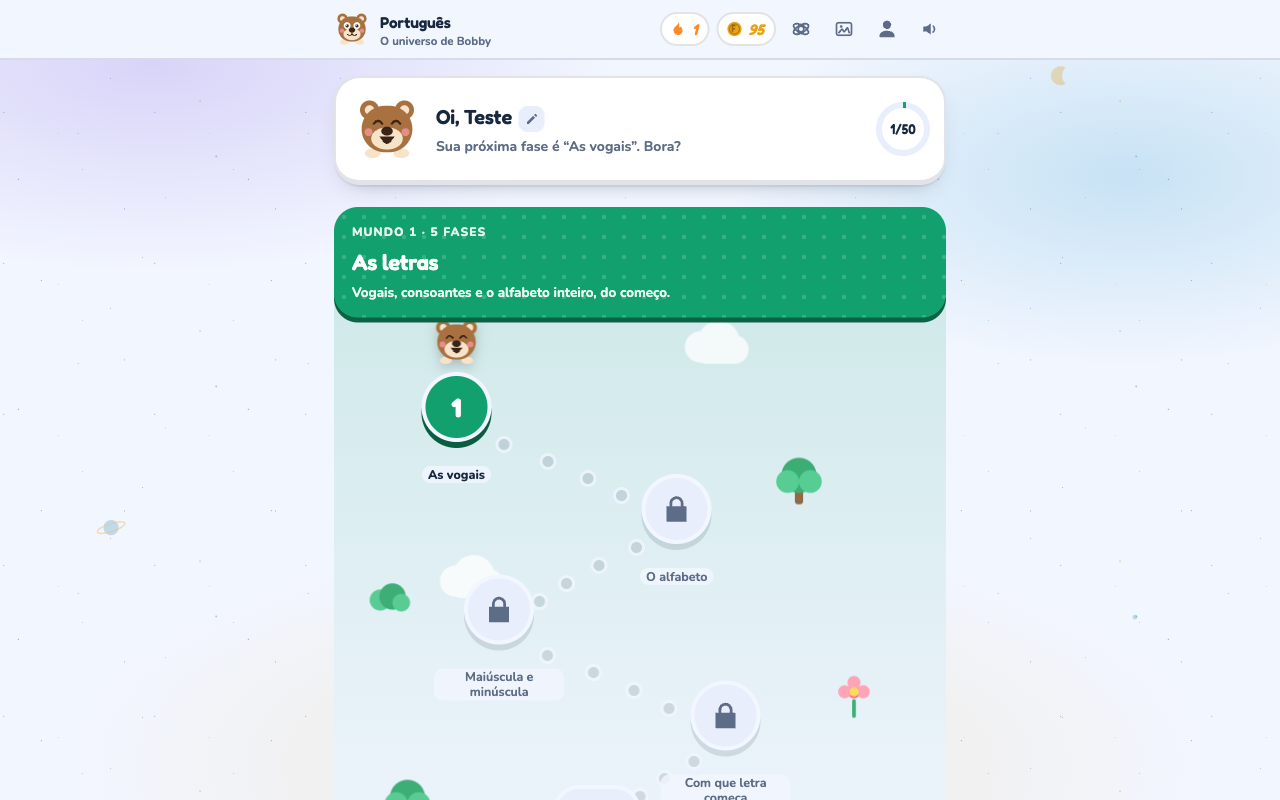 Português
O universo de Bobby
1
95
Oi, Teste
Sua próxima fase é “As vogais”. Bora?
1/50
MUNDO 1 · 5 FASES
As letras
Vogais, consoantes e o alfabeto inteiro, do começo.
1
As vogais
O alfabeto
Maiúscula e
minúscula
Com que letra
começa